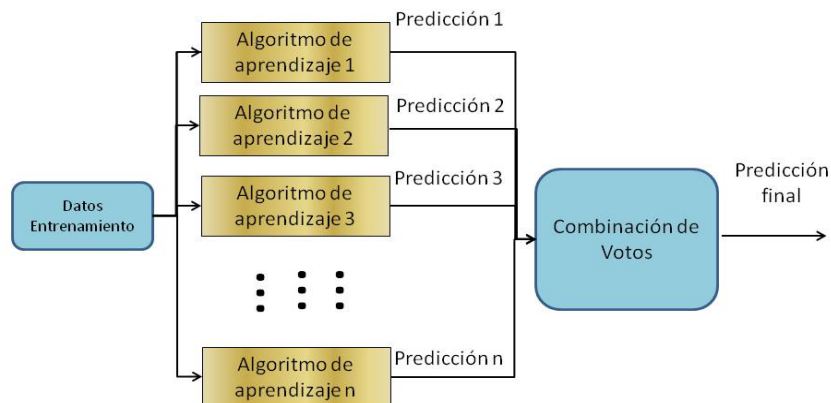 Datos
Entrenamiento
Algoritmo de
aprendizaje 1
Predicción 1
Algoritmo de
aprendizaje 2
Predicción 2
Algoritmo de
aprendizaje 3
Predicción 3
Algoritmo de
aprendizaje n
Predicción n
Combinación de
Votos
Predicción
final